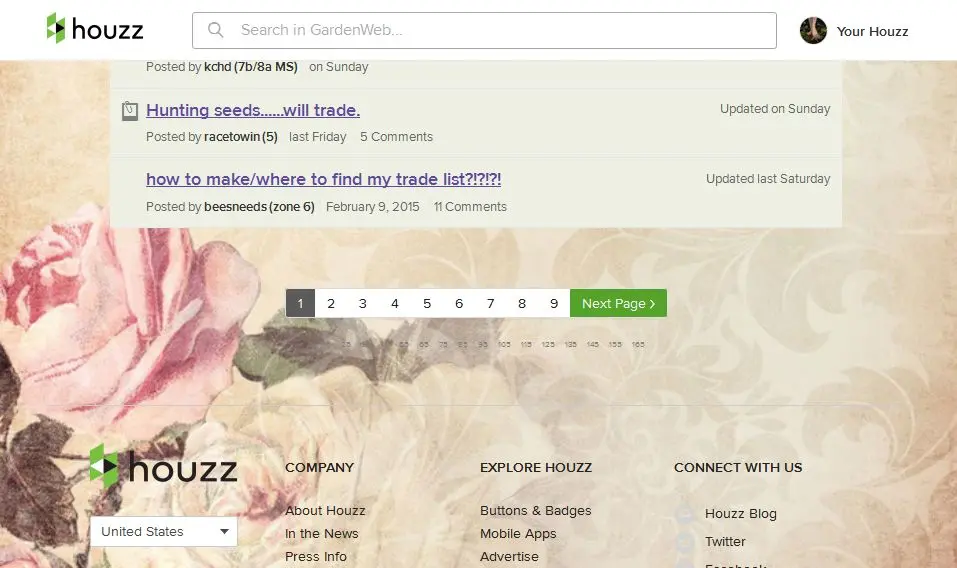 houzz
Search in GardenWeb...
Your Houzz
Posted by kchd (7b/8a MS) on Sunday
Hunting seeds......will trade.
Updated on Sunday
Posted by racetowin (5) last Friday 5 Comments
how to make/where to find my trade list?!?!?!
Updated last Saturday
Posted by beesneeds (zone 6) February 9, 2015 11 Comments
1 2 3 4 5 6 7 8 9 Next Page ›
65 75 95 105 115 125 135 145 155 165
houzz
COMPANY
EXPLORE HOUZZ
CONNECT WITH US
About Houzz
Buttons & Badges
Houzz Blog
United States
In the News
Mobile Apps
Twitter
Press Info
Advertise
Facebook